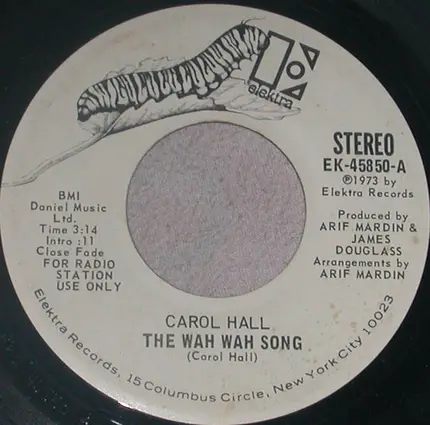 elektra
STEREO
EK-45850-A
℗1973 by
Elektra Records
Produced by
ARIF MARDIN &
JAMES
DOUGLASS
Arrangements by
ARIF MARDIN
BMI
Daniel Music
Ltd.
Time 3:14
Intro :11
Close Fade
FOR RADIO
STATION
USE ONLY
CAROL HALL
THE WAH WAH SONG
(Carol Hall)
Elektra Records, 15 Columbus Circle, New York City 10023